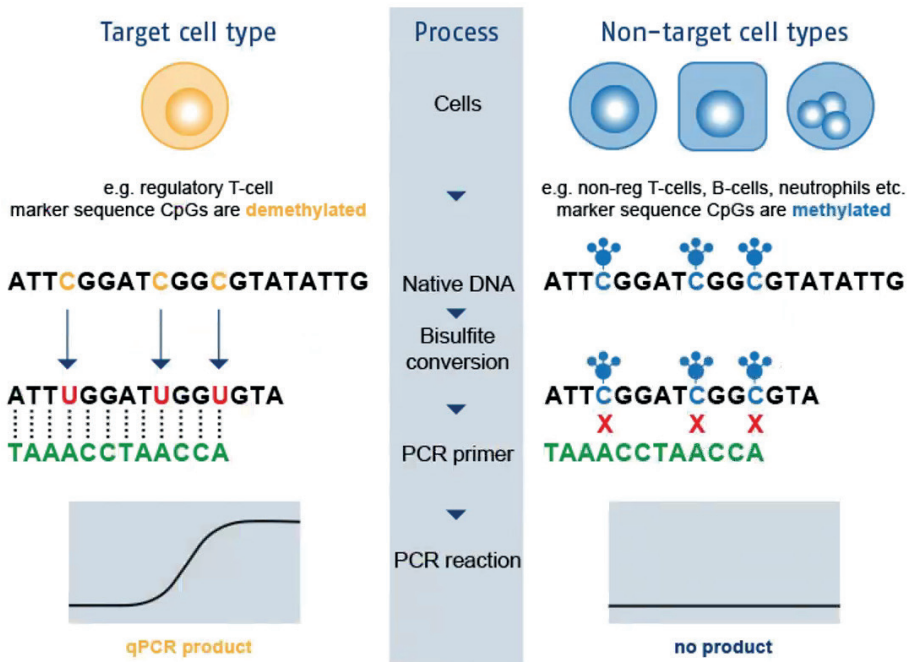 Target cell type
Process
Non-target cell types
Cells
e.g. regulatory T-cell
marker sequence CpGs are demethylated
e.g. non-reg T-cells, B-cells, neutrophils etc.
marker sequence CpGs are methylated
ATTCGGATCGGCGTATATTG
Native DNA
ATTCGGATCGGCGTATATTG
Bisulfite
conversion
ATTUGGATUGGUGTA
ATTCGGATCGGCGTA
X X X
TAAACCTAACCA
PCR primer
TAAACCTAACCA
PCR reaction
qPCR product
no product